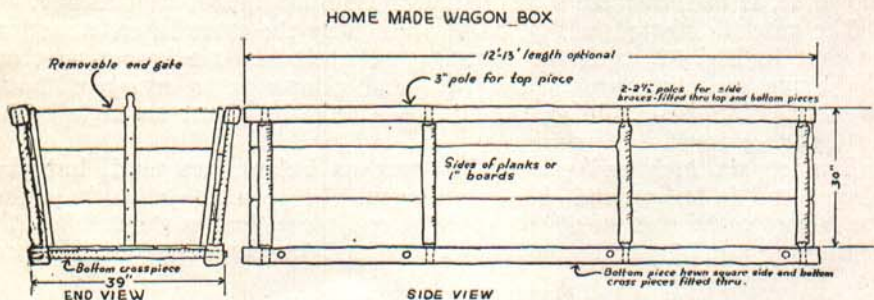 HOME MADE WAGON BOX
12'-13' length optional
Removable end gate
3" pole for top piece
2-2½" poles for side
braces-fitted thru top and bottom pieces
Sides of planks or
1" boards
30"
Bottom crosspiece
39"
END VIEW
SIDE VIEW
Bottom piece hewn square side and bottom
cross pieces fitted thru.